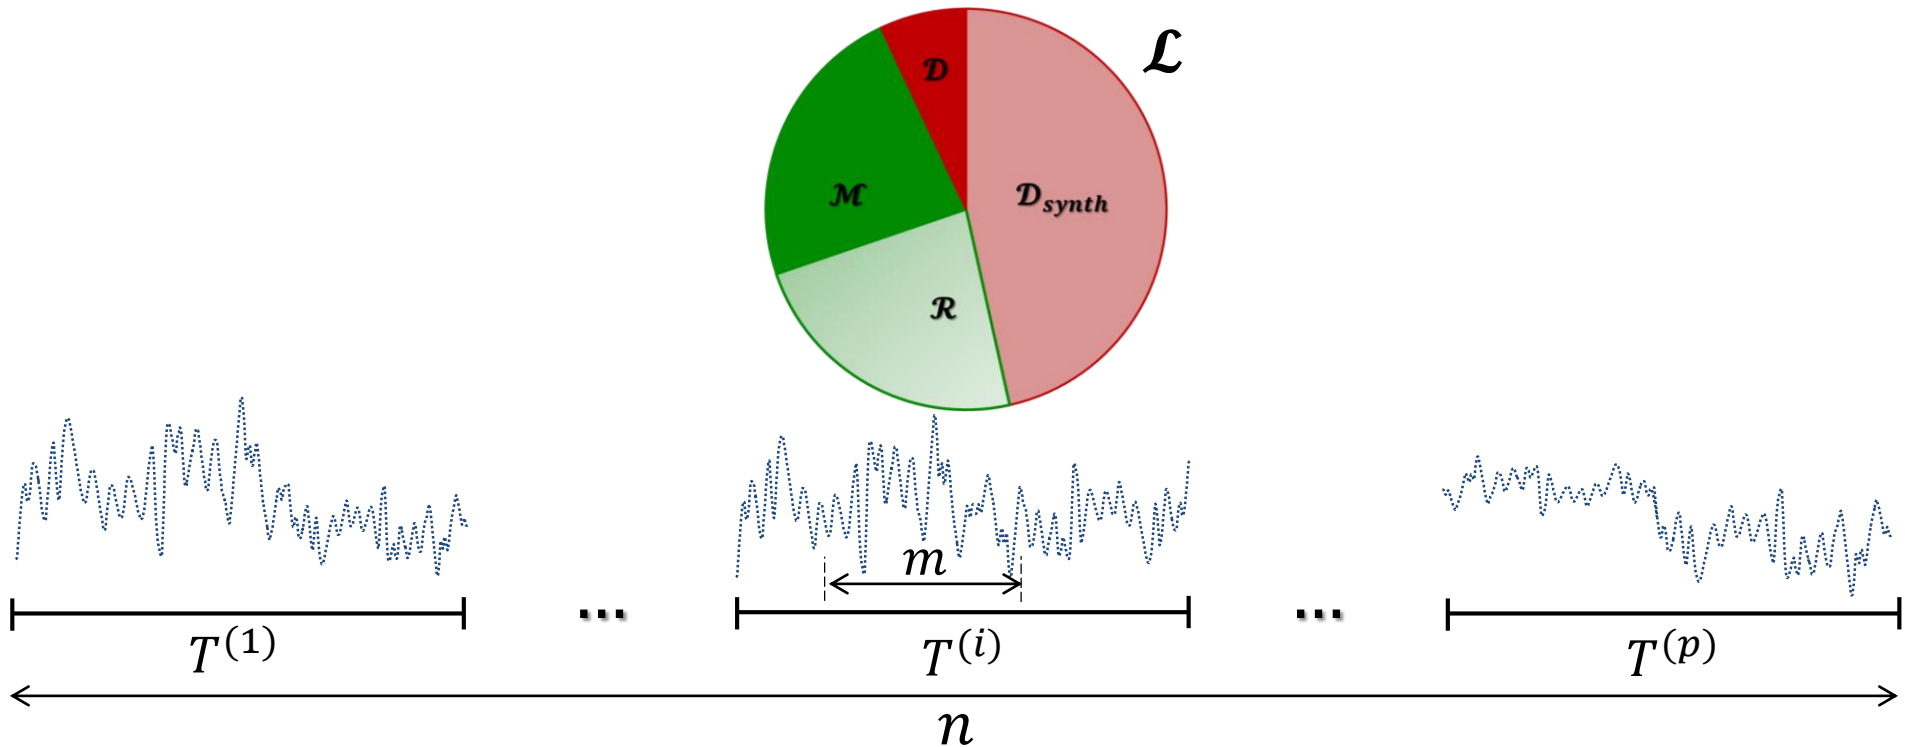 ℒ
𝒟
ℳ
𝒟synth
ℛ
m
... ...
T(1) T(i) T(p)
n